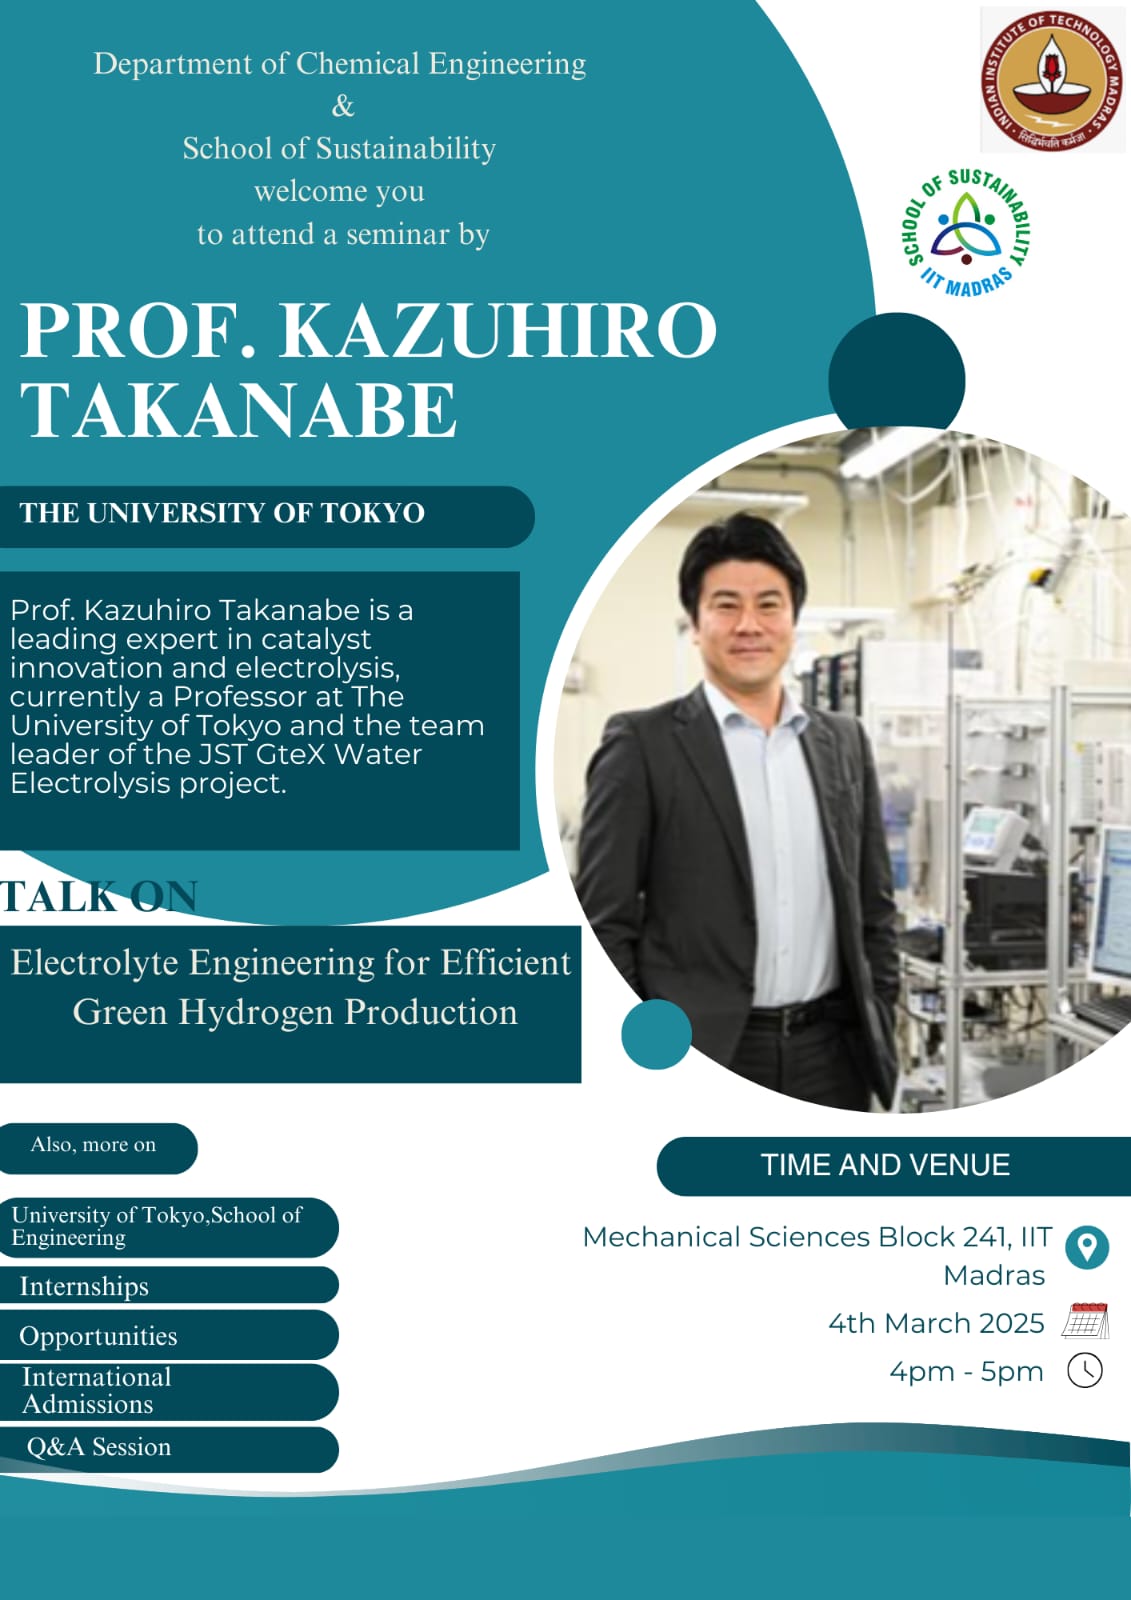 Department of Chemical Engineering
&
School of Sustainability
welcome you
to attend a seminar by
INDIAN INSTITUTE OF TECHNOLOGY MADRAS
सिद्धिर्भवति कर्मजा
SCHOOL OF SUSTAINABILITY
IIT MADRAS
PROF. KAZUHIRO
TAKANABE
THE UNIVERSITY OF TOKYO
Prof. Kazuhiro Takanabe is a
leading expert in catalyst
innovation and electrolysis,
currently a Professor at The
University of Tokyo and the team
leader of the JST GteX Water
Electrolysis project.
TALK ON
Electrolyte Engineering for Efficient
Green Hydrogen Production
Also, more on
University of Tokyo,School of
Engineering
Internships
Opportunities
International
Admissions
Q&A Session
TIME AND VENUE
Mechanical Sciences Block 241, IIT
Madras
4th March 2025
4pm - 5pm